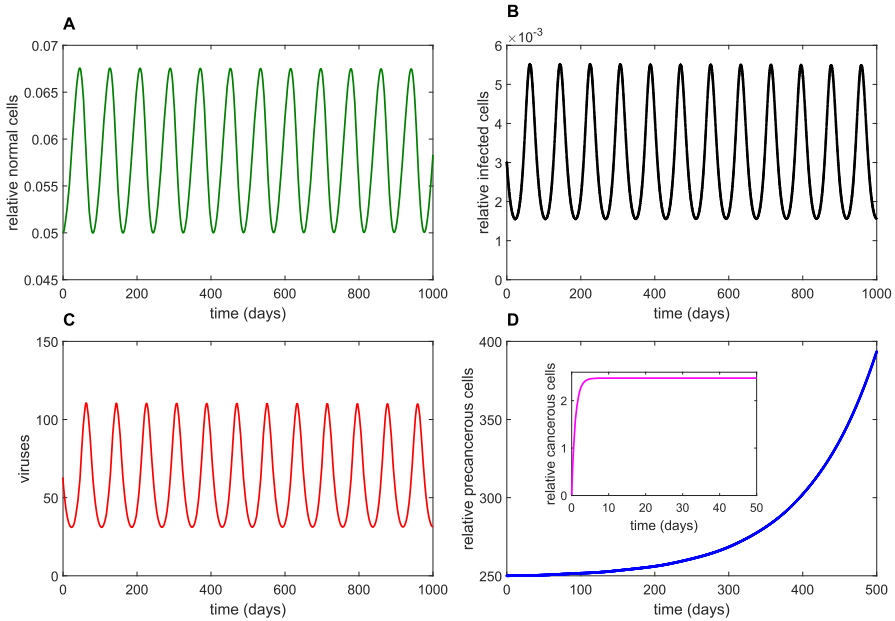 A
0.07
0.065
0.06
0.055
0.05
0.045
relative normal cells
0 200 400 600 800 1000
time (days)
B
×10-3
6
5
4
3
2
1
0
relative infected cells
0 200 400 600 800 1000
time (days)
C
150
100
50
0
viruses
0 200 400 600 800 1000
time (days)
D
400
350
300
250
relative precancerous cells
0 100 200 300 400 500
time (days)
2
1
0
relative cancerous cells
0 10 20 30 40 50
time (days)